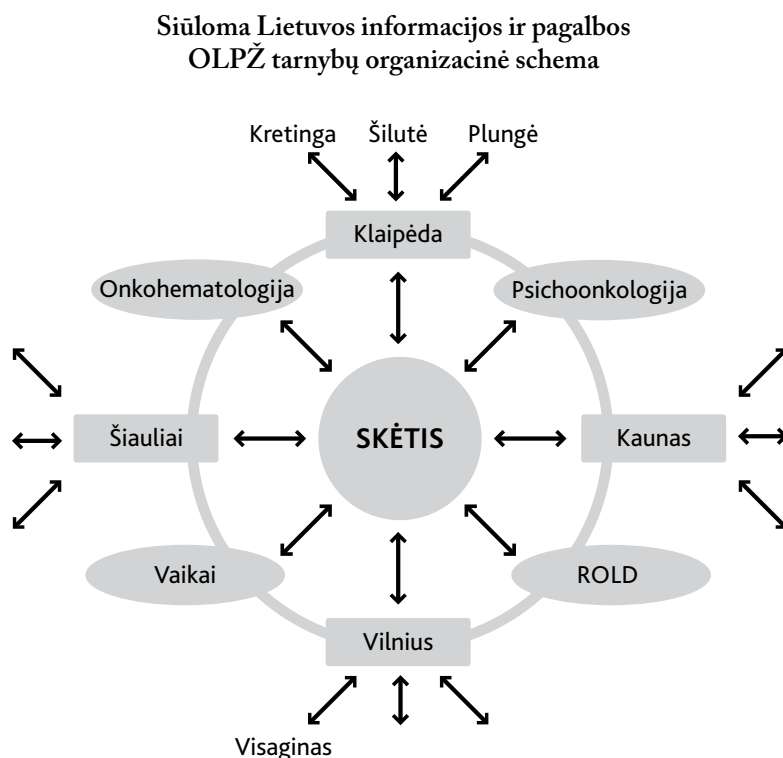 Siūloma Lietuvos informacijos ir pagalbos
OLPŽ tarnybų organizacinė schema
Kretinga Šilutė Plungė
Klaipėda
Onkohematologija Psichoonkologija
Šiauliai SKĖTIS Kaunas
Vaikai ROLD
Vilnius
Visaginas